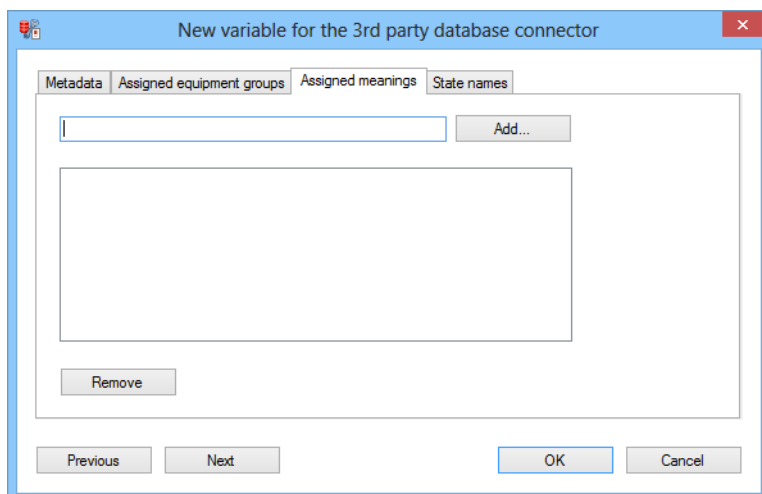 New variable for the 3rd party database connector
Metadata Assigned equipment groups Assigned meanings State names
Add...
Remove
Previous Next OK Cancel